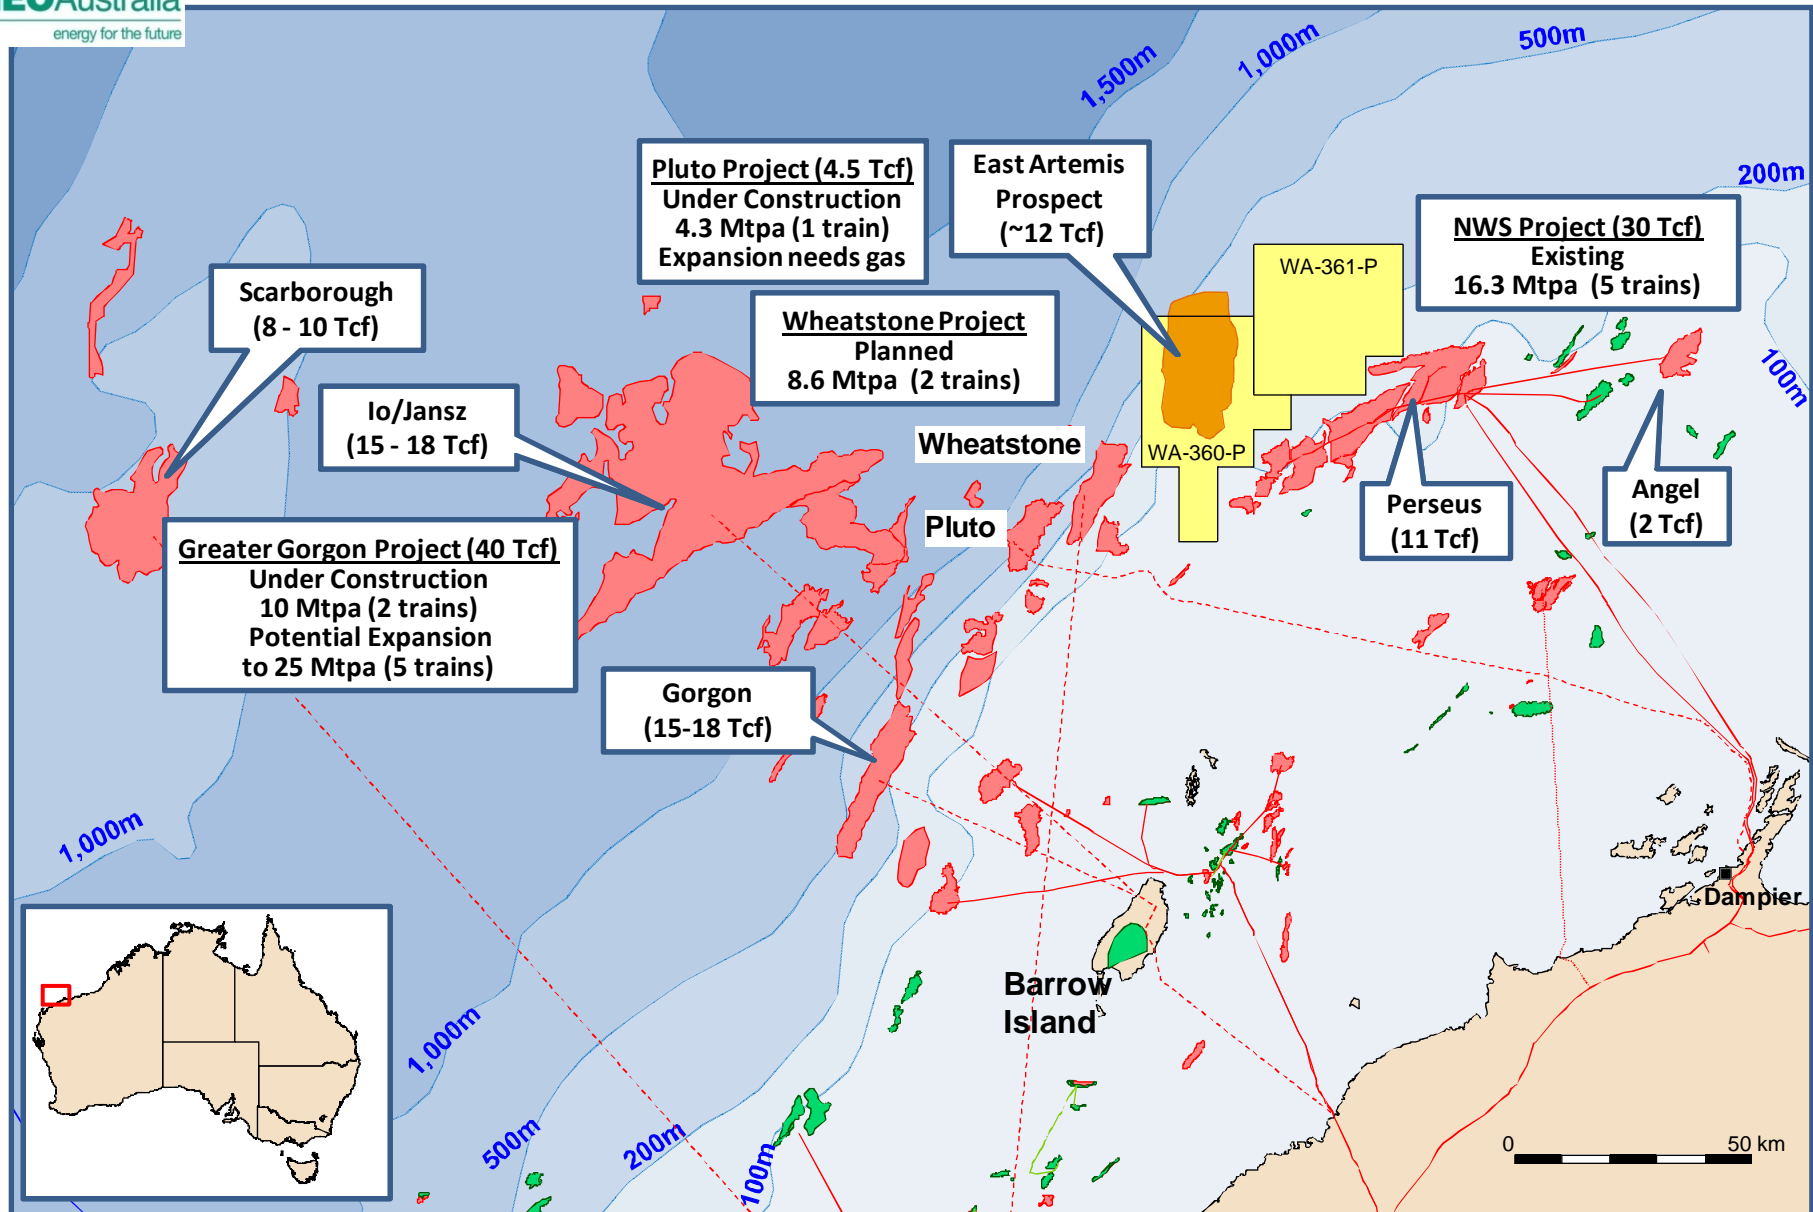 Australia
energy for the future
1,500m
1,000m
500m
200m
100m
Pluto Project (4.5 Tcf)
Under Construction
4.3 Mtpa (1 train)
Expansion needs gas
East Artemis
Prospect
(~12 Tcf)
NWS Project (30 Tcf)
Existing
16.3 Mtpa (5 trains)
WA-361-P
Scarborough
(8 - 10 Tcf)
Wheatstone Project
Planned
8.6 Mtpa (2 trains)
Io/Jansz
(15 - 18 Tcf)
Wheatstone
WA-360-P
Pluto
Perseus
(11 Tcf)
Angel
(2 Tcf)
Greater Gorgon Project (40 Tcf)
Under Construction
10 Mtpa (2 trains)
Potential Expansion
to 25 Mtpa (5 trains)
Gorgon
(15-18 Tcf)
1,000m
Dampier
Barrow
Island
1,000m
500m
200m
100m
0 50 km